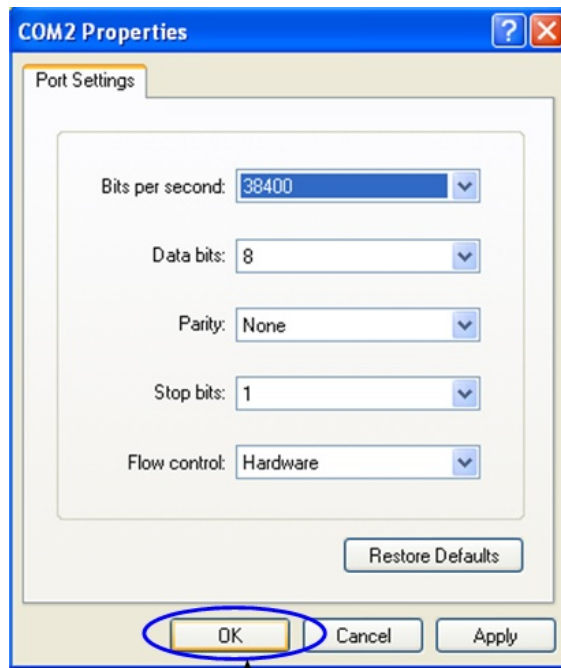 COM2 Properties
Port Settings
Bits per second: 38400
Data bits: 8
Parity: None
Stop bits: 1
Flow control: Hardware
Restore Defaults
OK Cancel Apply